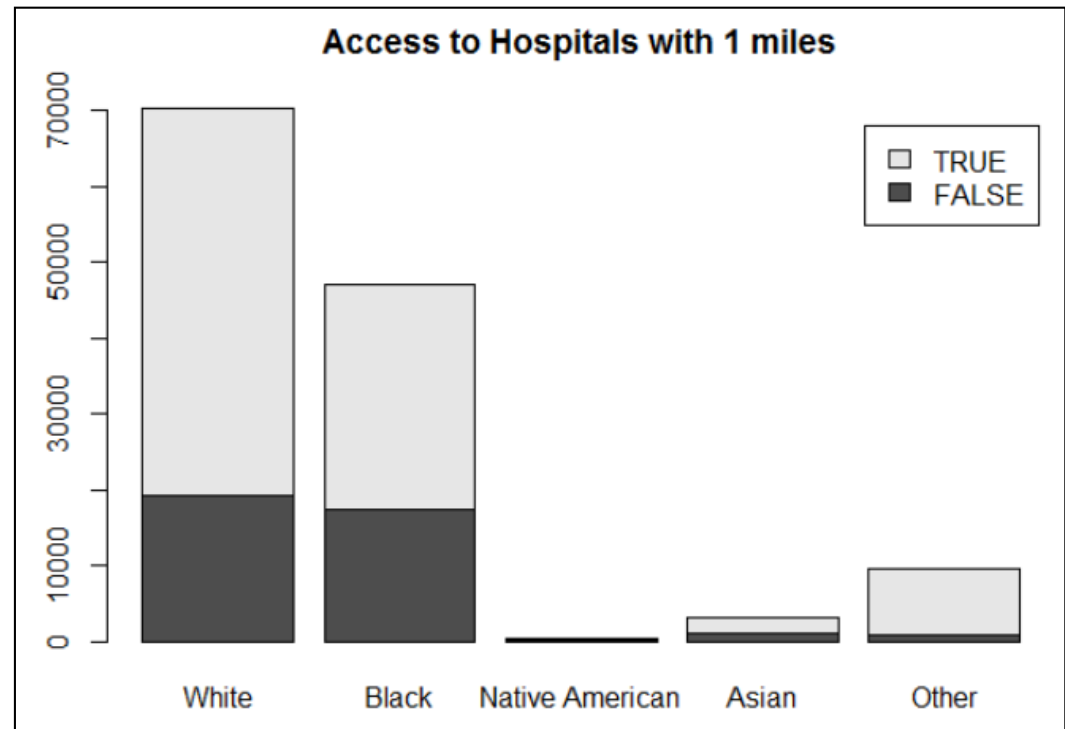 Access to Hospitals with 1 miles
70000
50000
30000
10000
0
TRUE
FALSE
White Black Native American Asian Other